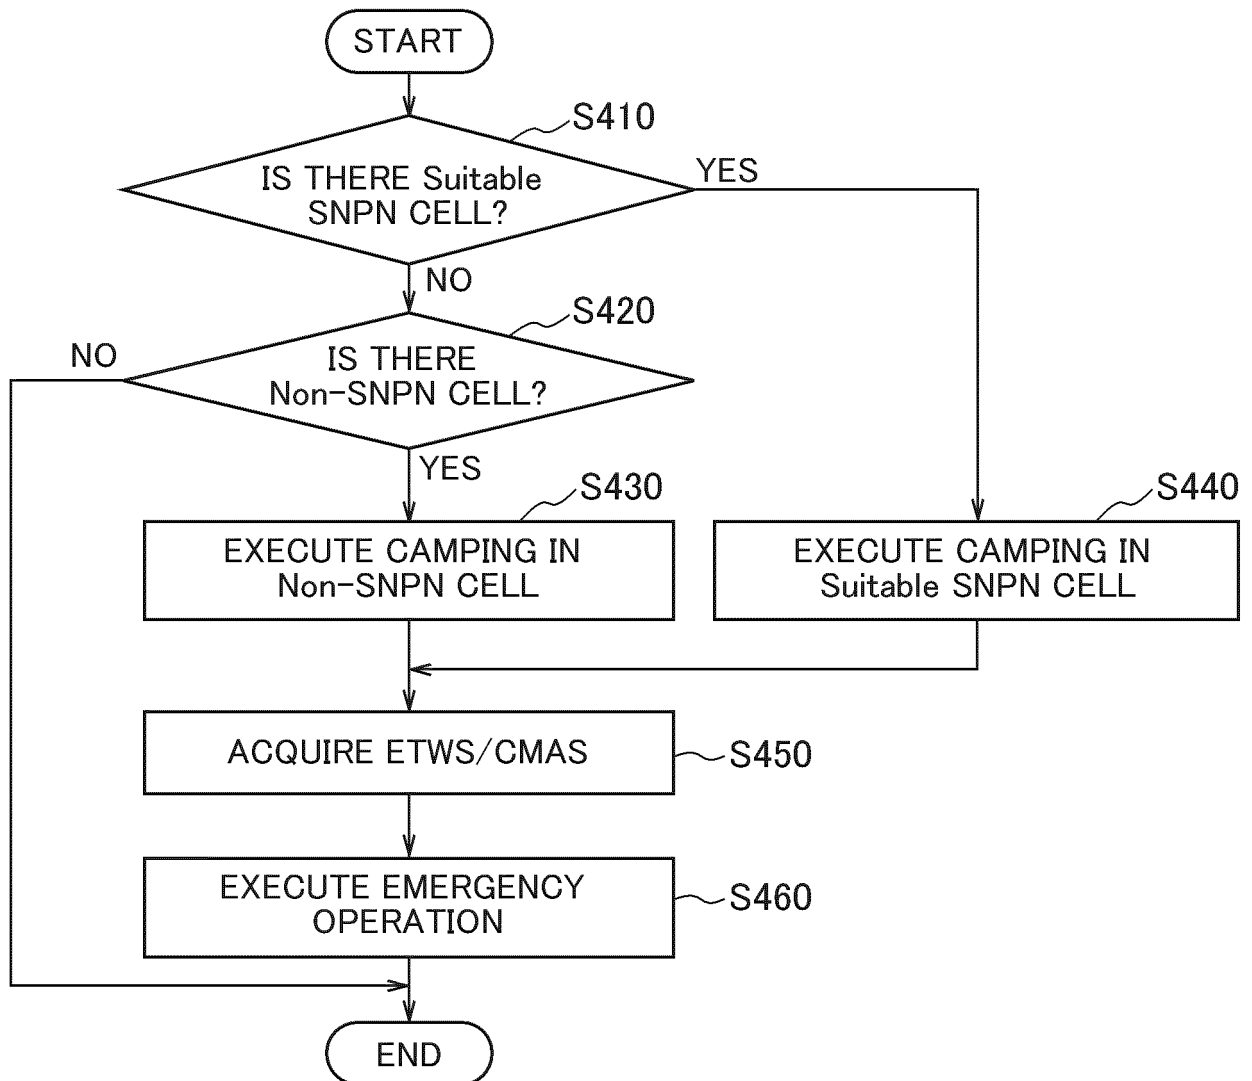 START
S410
IS THERE Suitable
SNPN CELL?
YES
NO
S420
IS THERE
Non-SNPN CELL?
NO
YES
S430
EXECUTE CAMPING IN
Non-SNPN CELL
S440
EXECUTE CAMPING IN
Suitable SNPN CELL
ACQUIRE ETWS/CMAS
S450
EXECUTE EMERGENCY
OPERATION
S460
END